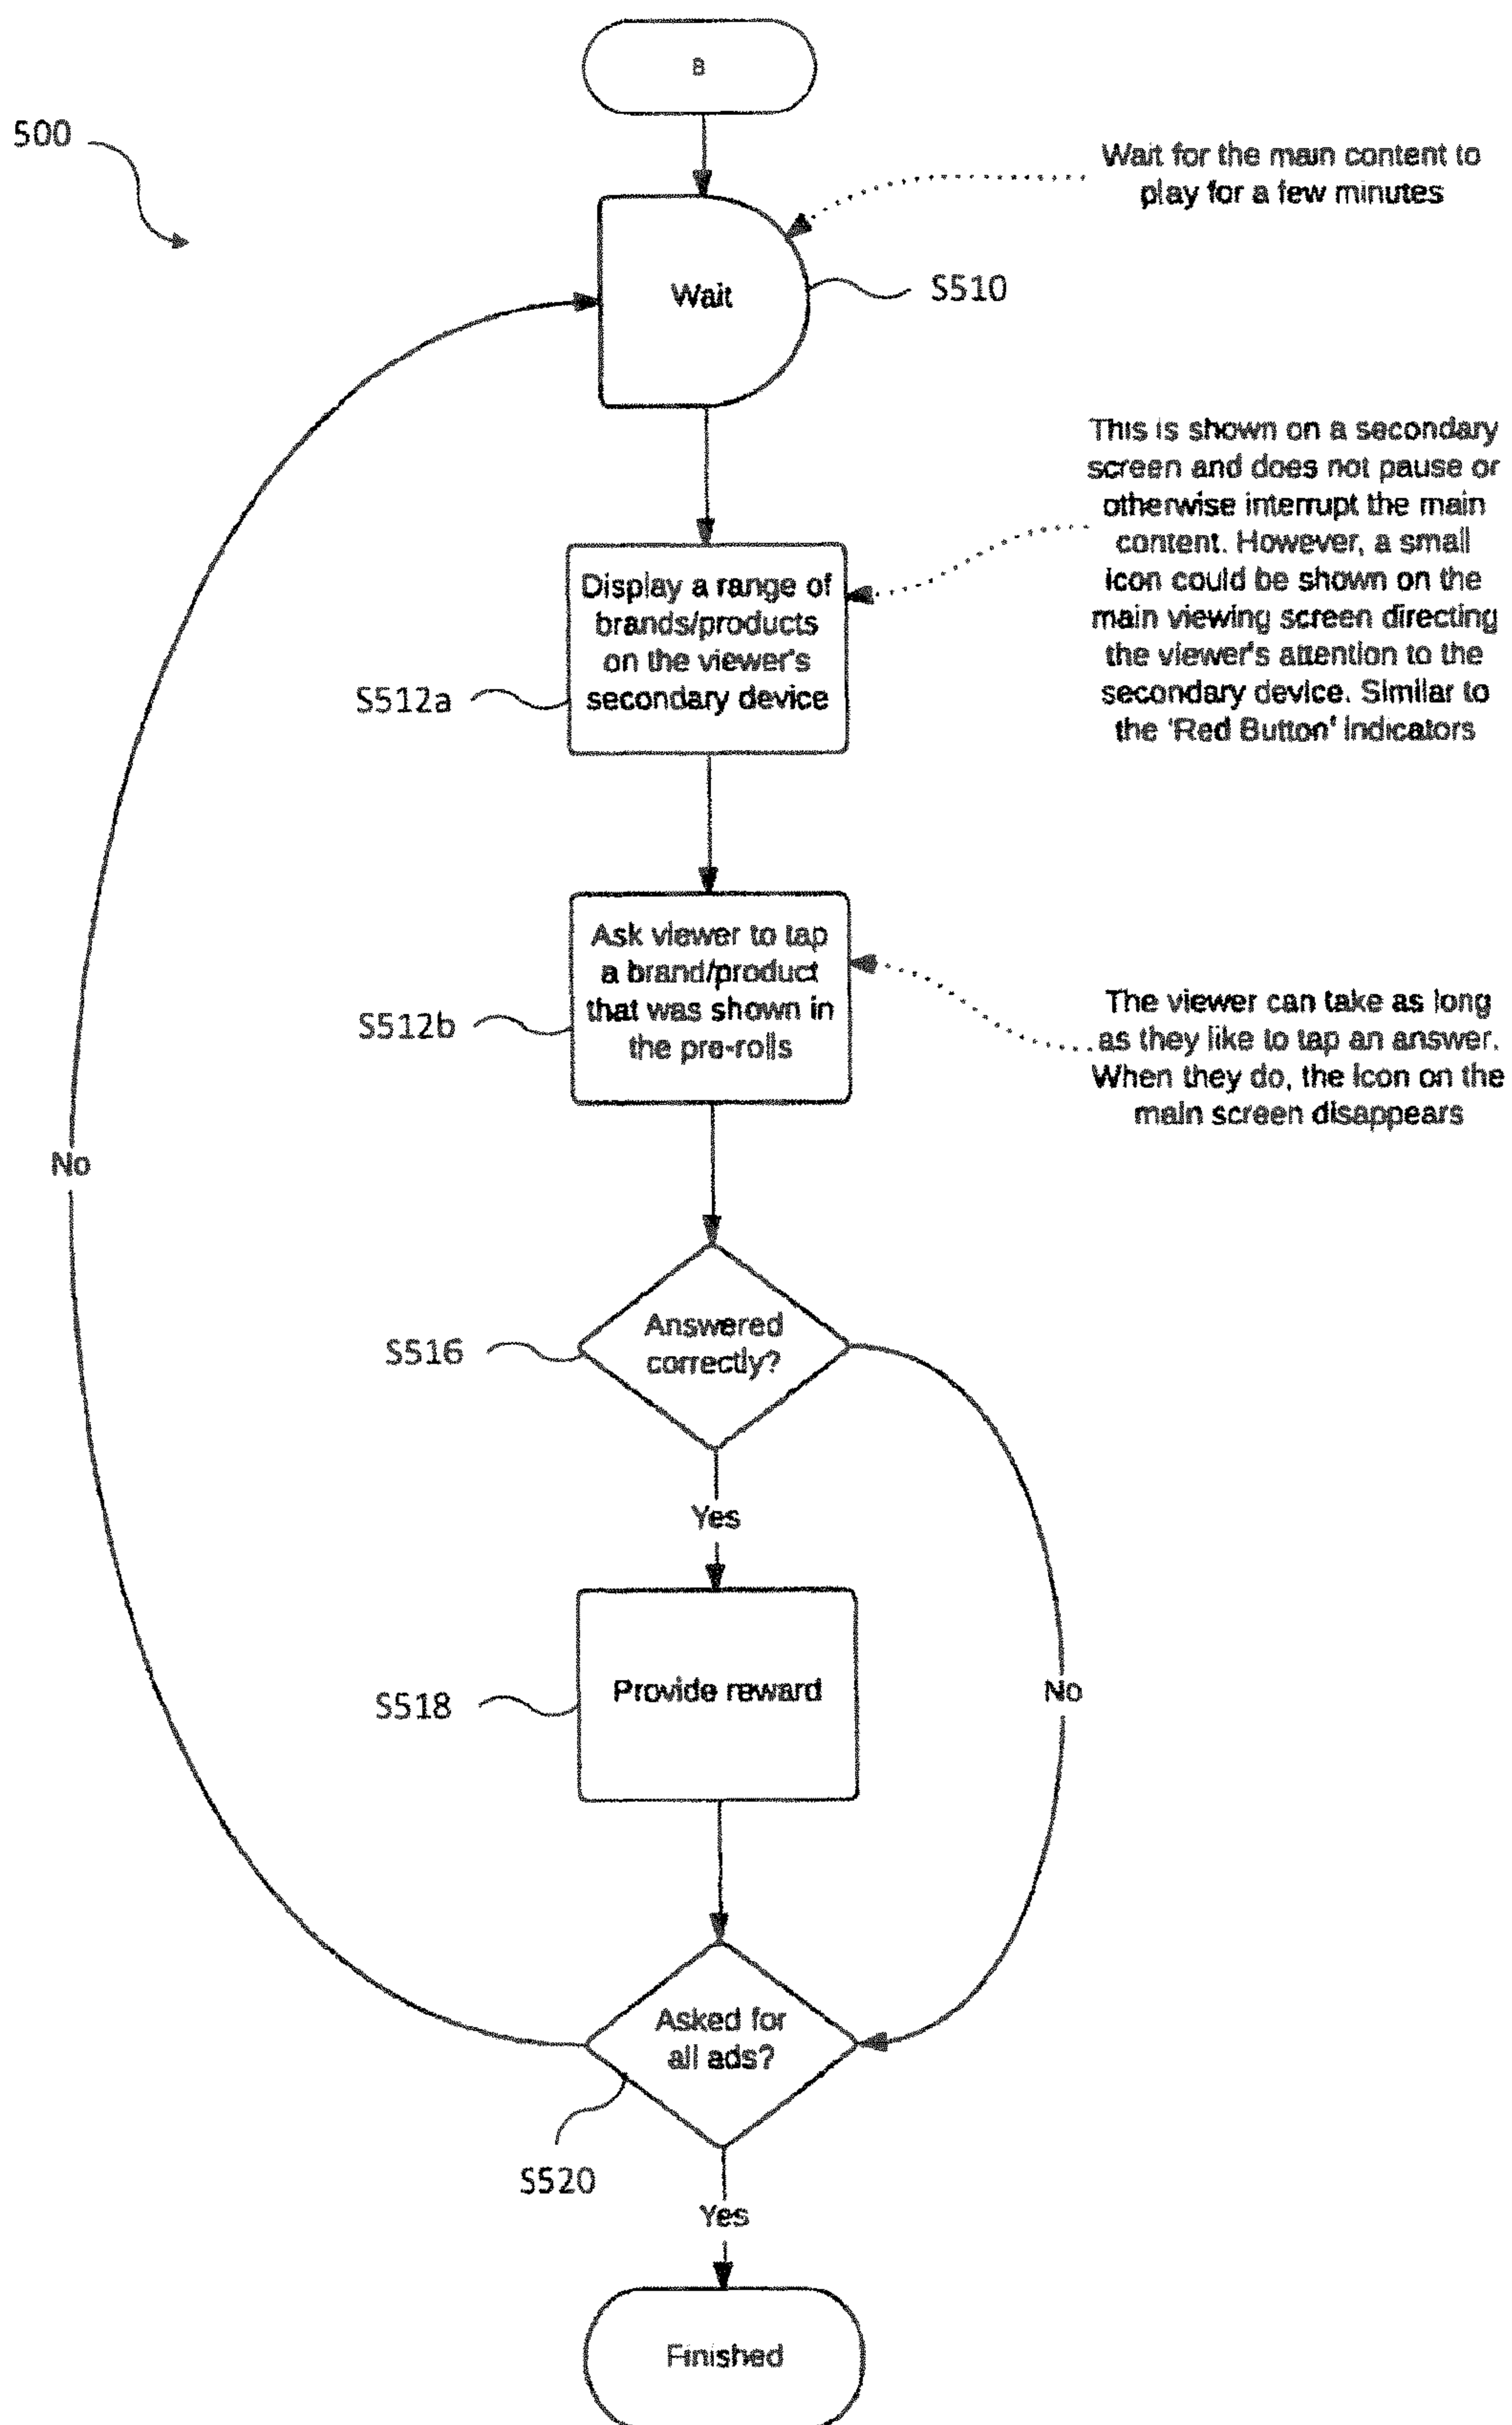 B
500
Wait for the main content to
play for a few minutes
Wait
S510
This is shown on a secondary
screen and does not pause or
otherwise interrupt the main
content. However, a small
icon could be shown on the
main viewing screen directing
the viewer's attention to the
secondary device. Similar to
the 'Red Button' indicators
Display a range of
brands/products
on the viewer's
secondary device
S512a
Ask viewer to tap
a brand/product
that was shown in
the pre-rolls
S512b
The viewer can take as long
as they like to tap an answer.
When they do, the icon on the
main screen disappears
No
Answered
correctly?
S516
Yes
Provide reward
S518
No
Asked for
all ads?
S520
Yes
Finished